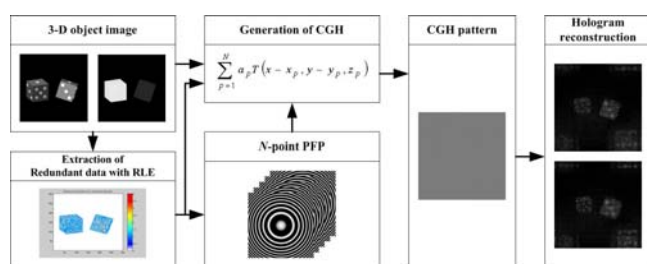 3-D object image
Generation of CGH
CGH pattern
Hologram
reconstruction
N
∑ a_p T(x − x_p, y − y_p, z_p)
p=1
Extraction of
Redundant data with RLE
N-point PFP